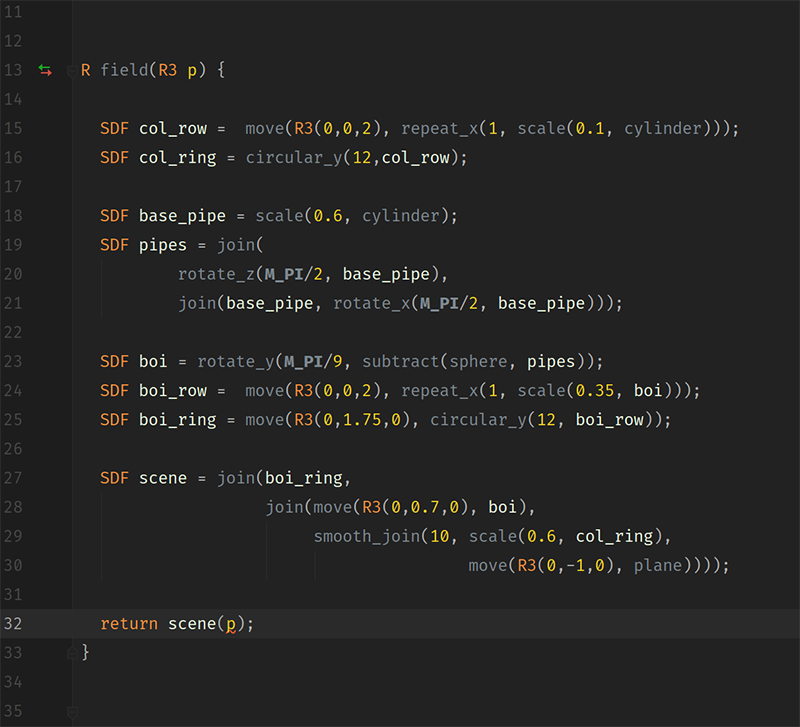 11
12
13 R field(R3 p) {
14
15 SDF col_row =  move(R3(0,0,2), repeat_x(1, scale(0.1, cylinder)));
16 SDF col_ring = circular_y(12,col_row);
17
18 SDF base_pipe = scale(0.6, cylinder);
19 SDF pipes = join(
20 rotate_z(M_PI/2, base_pipe),
21 join(base_pipe, rotate_x(M_PI/2, base_pipe)));
22
23 SDF boi = rotate_y(M_PI/9, subtract(sphere, pipes));
24 SDF boi_row =  move(R3(0,0,2), repeat_x(1, scale(0.35, boi)));
25 SDF boi_ring = move(R3(0,1.75,0), circular_y(12, boi_row));
26
27 SDF scene = join(boi_ring,
28 join(move(R3(0,0.7,0), boi),
29 smooth_join(10, scale(0.6, col_ring),
30 move(R3(0,-1,0), plane))));
31
32 return scene(p);
33 }
34
35